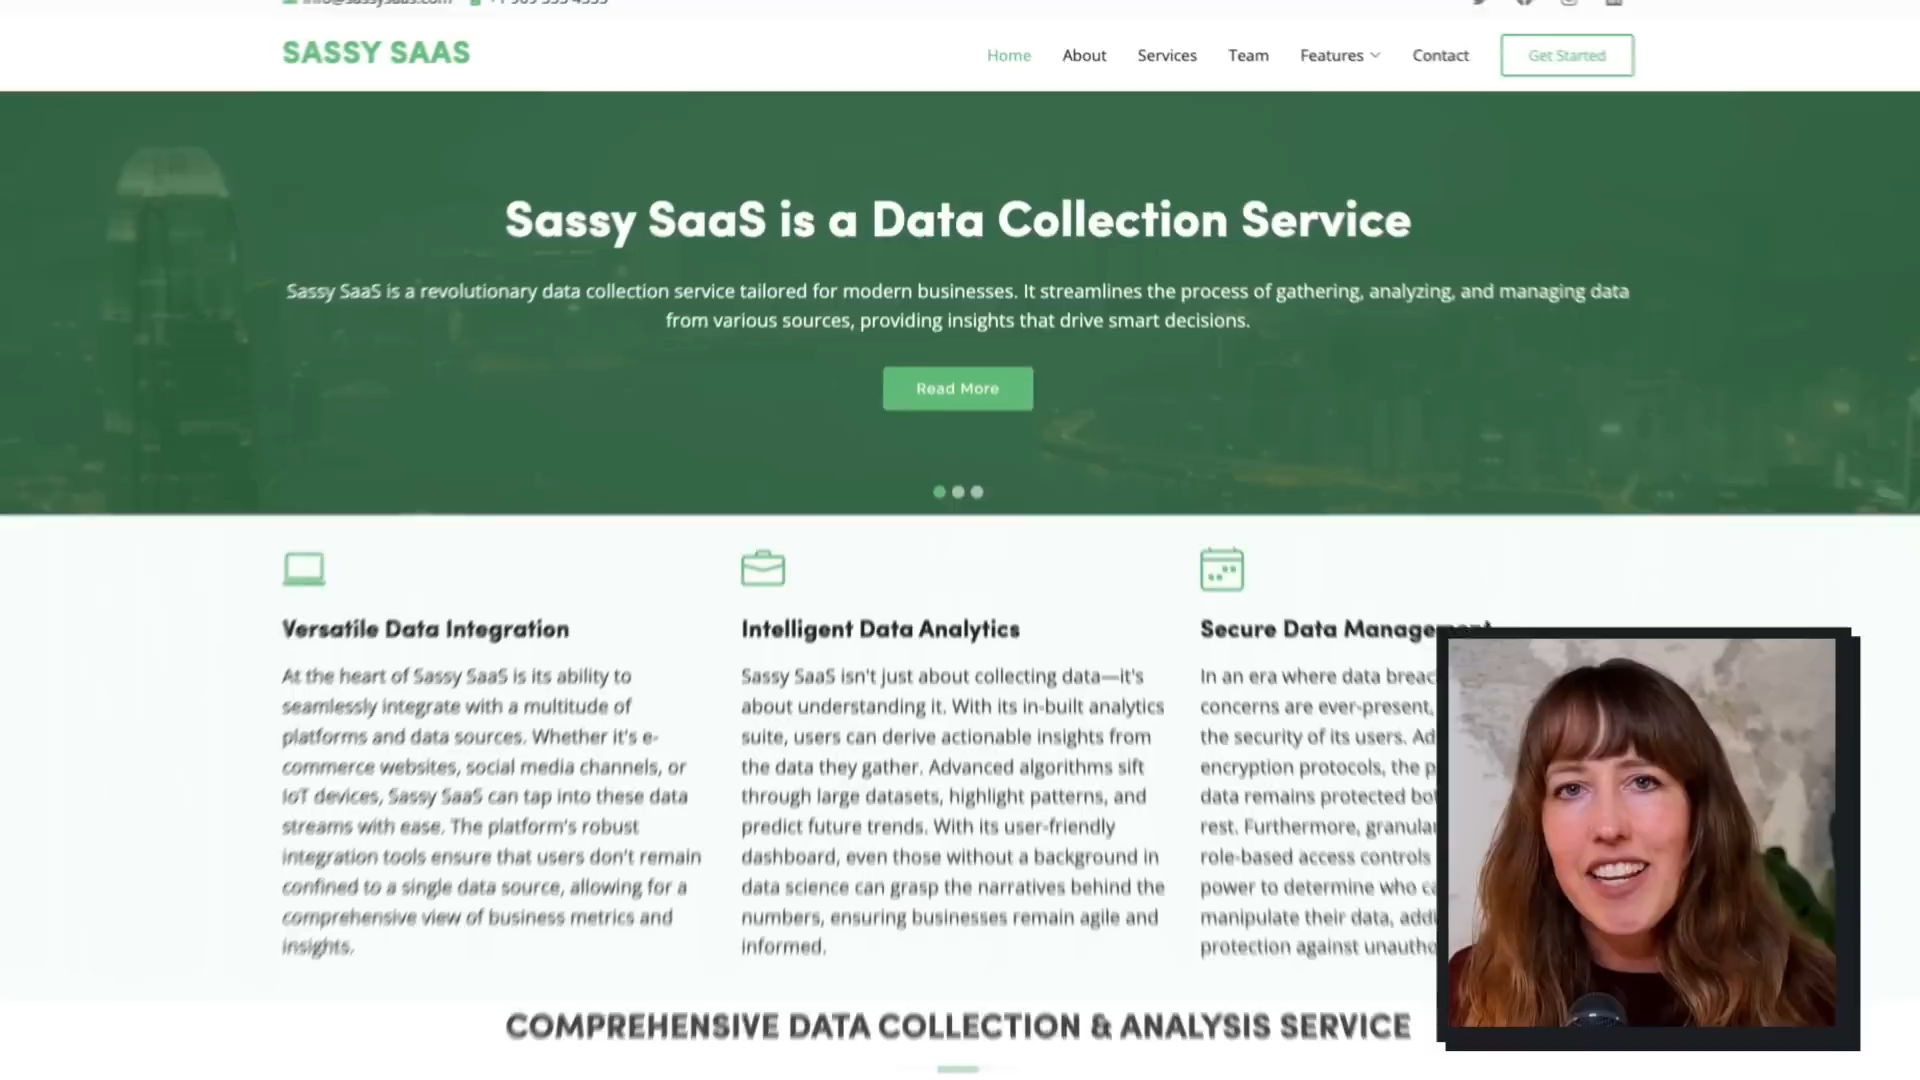 info@sassysaas.com
SASSY SAAS
Home About Services Team Features Contact Get Started
Sassy SaaS is a Data Collection Service
Sassy SaaS is a revolutionary data collection service tailored for modern businesses. It streamlines the process of gathering, analyzing, and managing data
from various sources, providing insights that drive smart decisions.
Read More
Versatile Data Integration
At the heart of Sassy SaaS is its ability to
seamlessly integrate with a multitude of
platforms and data sources. Whether it's e-
commerce websites, social media channels, or
IoT devices, Sassy SaaS can tap into these data
streams with ease. The platform's robust
integration tools ensure that users don't remain
confined to a single data source, allowing for a
comprehensive view of business metrics and
insights.
Intelligent Data Analytics
Sassy SaaS isn't just about collecting data—it's
about understanding it. With its in-built analytics
suite, users can derive actionable insights from
the data they gather. Advanced algorithms sift
through large datasets, highlight patterns, and
predict future trends. With its user-friendly
dashboard, even those without a background in
data science can grasp the narratives behind the
numbers, ensuring businesses remain agile and
informed.
Secure Data Management
In an era where data breac
concerns are ever-present,
the security of its users. Ad
encryption protocols, the p
data remains protected bot
rest. Furthermore, granular
role-based access controls
power to determine who ca
manipulate their data, addi
protection against unautho
COMPREHENSIVE DATA COLLECTION & ANALYSIS SERVICE